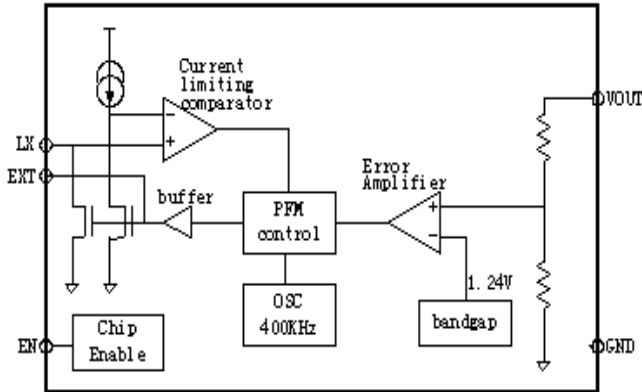 Current
limiting
comparator
VOUT
LX
EXT
Error
Amplifier
buffer
PFM
control
+
−
+
−
1.24V
OSC
400KHz
bandgap
Chip
Enable
EN
GND